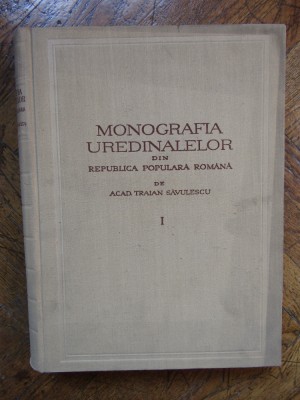 MONOGRAFIA
UREDINALELOR
DIN
REPUBLICA POPULARĂ ROMÂNĂ
DE
ACAD. TRAIAN SĂVULESCU
I